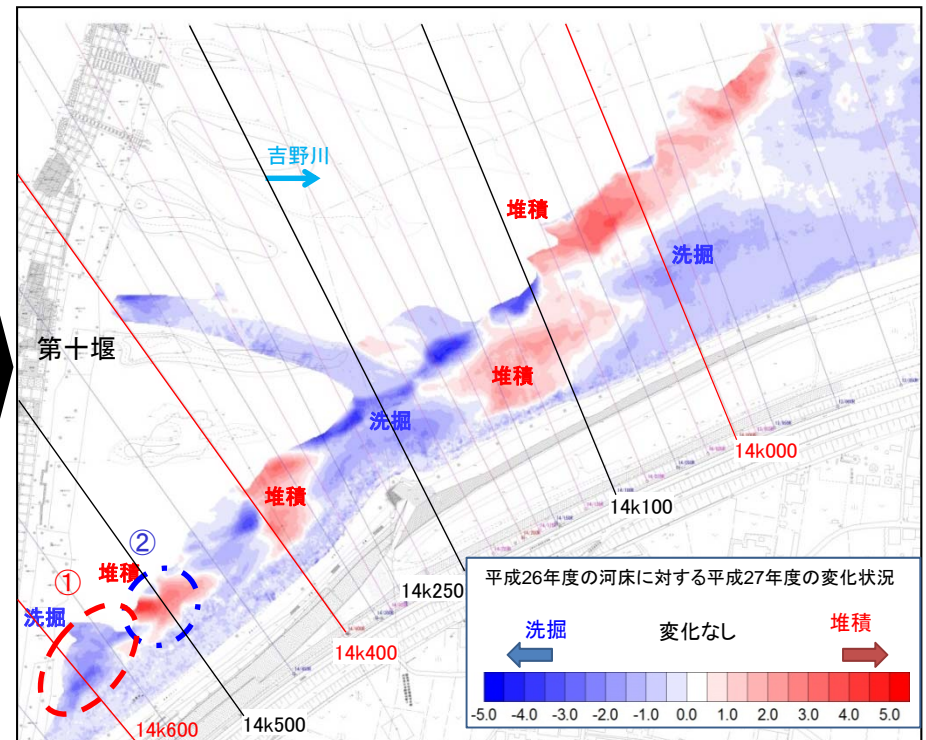 吉野川
堆積
洗掘
第十堰
堆積
洗掘
14k000
堆積
14k100
②
堆積
①
14k250
洗掘
14k400
14k500
14k600
平成26年度の河床に対する平成27年度の変化状況
洗掘 変化なし 堆積
-5.0 -4.0 -3.0 -2.0 -1.0 0.0 1.0 2.0 3.0 4.0 5.0